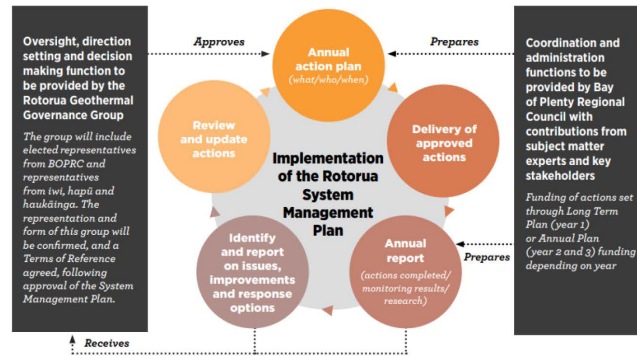 Oversight, direction
setting and decision
making function to
be provided by the
Rotorua Geothermal
Governance Group
The group will include
elected representatives
from BOPRC and
representatives
from iwi, hapū and
haukāinga. The
representation and
form of this group will
be confirmed, and a
Terms of Reference
agreed, following
approval of the System
Management Plan.
Approves
Annual
action plan
(what/who/when)
Prepares
Review
and update
actions
Delivery of
approved
actions
Implementation
of the Rotorua
System
Management
Plan
Identify
and report
on issues,
improvements
and response
options
Annual
report
(actions completed/
monitoring results/
research)
Prepares
Receives
Coordination and
administration
functions to be
provided by Bay
of Plenty Regional
Council with
contributions from
subject matter
experts and key
stakeholders
Funding of actions set
through Long Term
Plan (year 1)
or Annual Plan
(year 2 and 3) funding
depending on year